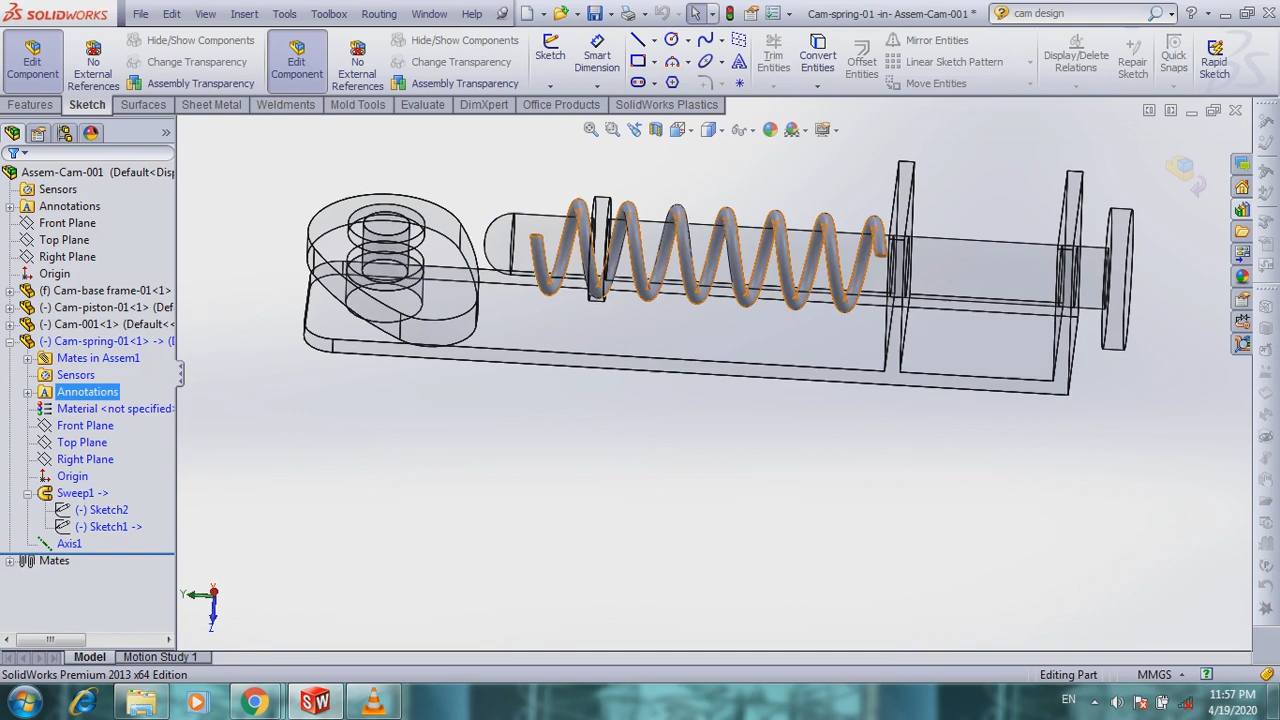 SOLIDWORKS File Edit View Insert Tools Toolbox Routing Window Help Cam-spring-01 -in- Assem-Cam-001 * cam design
Edit Component
No External References
Hide/Show Components
Change Transparency
Assembly Transparency
Edit Component
No External References
Hide/Show Components
Change Transparency
Assembly Transparency
Sketch
Smart Dimension
Trim Entities
Convert Entities
Offset Entities
Mirror Entities
Linear Sketch Pattern
Move Entities
Display/Delete Relations
Repair Sketch
Quick Snaps
Rapid Sketch
Features Sketch Surfaces Sheet Metal Weldments Mold Tools Evaluate DimXpert Office Products SolidWorks Plastics
Assem-Cam-001 (Default<Disp
Sensors
Annotations
Front Plane
Top Plane
Right Plane
Origin
(f) Cam-base frame-01<1>
(-) Cam-piston-01<1> (Def
(-) Cam-001<1> (Default<<
(-) Cam-spring-01<1> -> (D
Mates in Assem1
Sensors
Annotations
Material <not specified>
Front Plane
Top Plane
Right Plane
Origin
Sweep1 ->
(-) Sketch2
(-) Sketch1 ->
Axis1
Mates
X
Y
Z
Model Motion Study 1
SolidWorks Premium 2013 x64 Edition Editing Part MMGS
EN 11:57 PM
4/19/2020